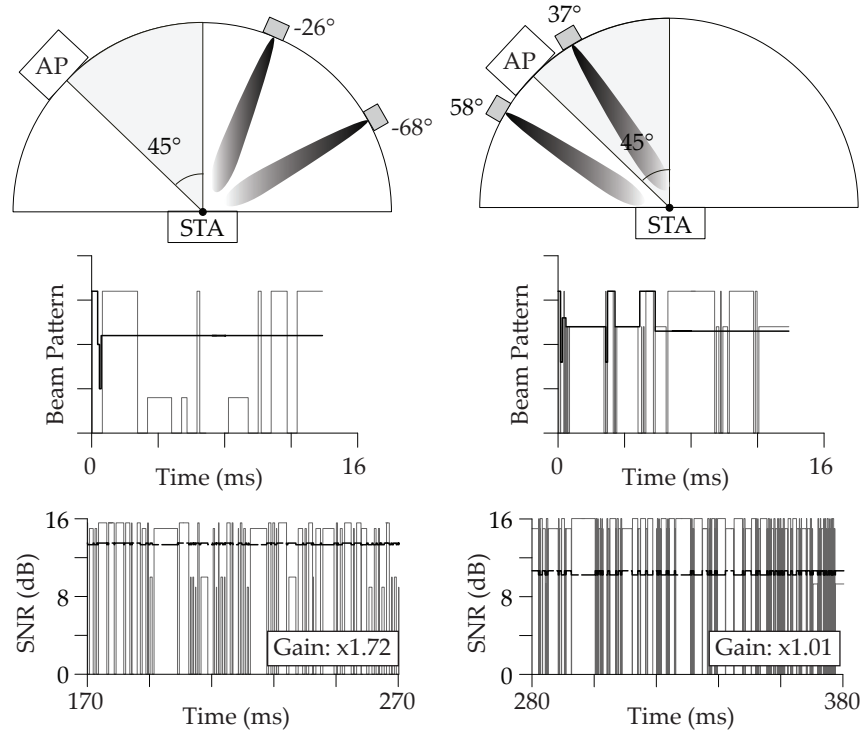 -26°
AP
-68°
45°
STA
37°
AP
58°
45°
STA
Beam Pattern
0
16
Time (ms)
Beam Pattern
0
16
Time (ms)
16
8
0
SNR (dB)
Gain: x1.72
170
270
Time (ms)
16
8
0
SNR (dB)
Gain: x1.01
280
380
Time (ms)